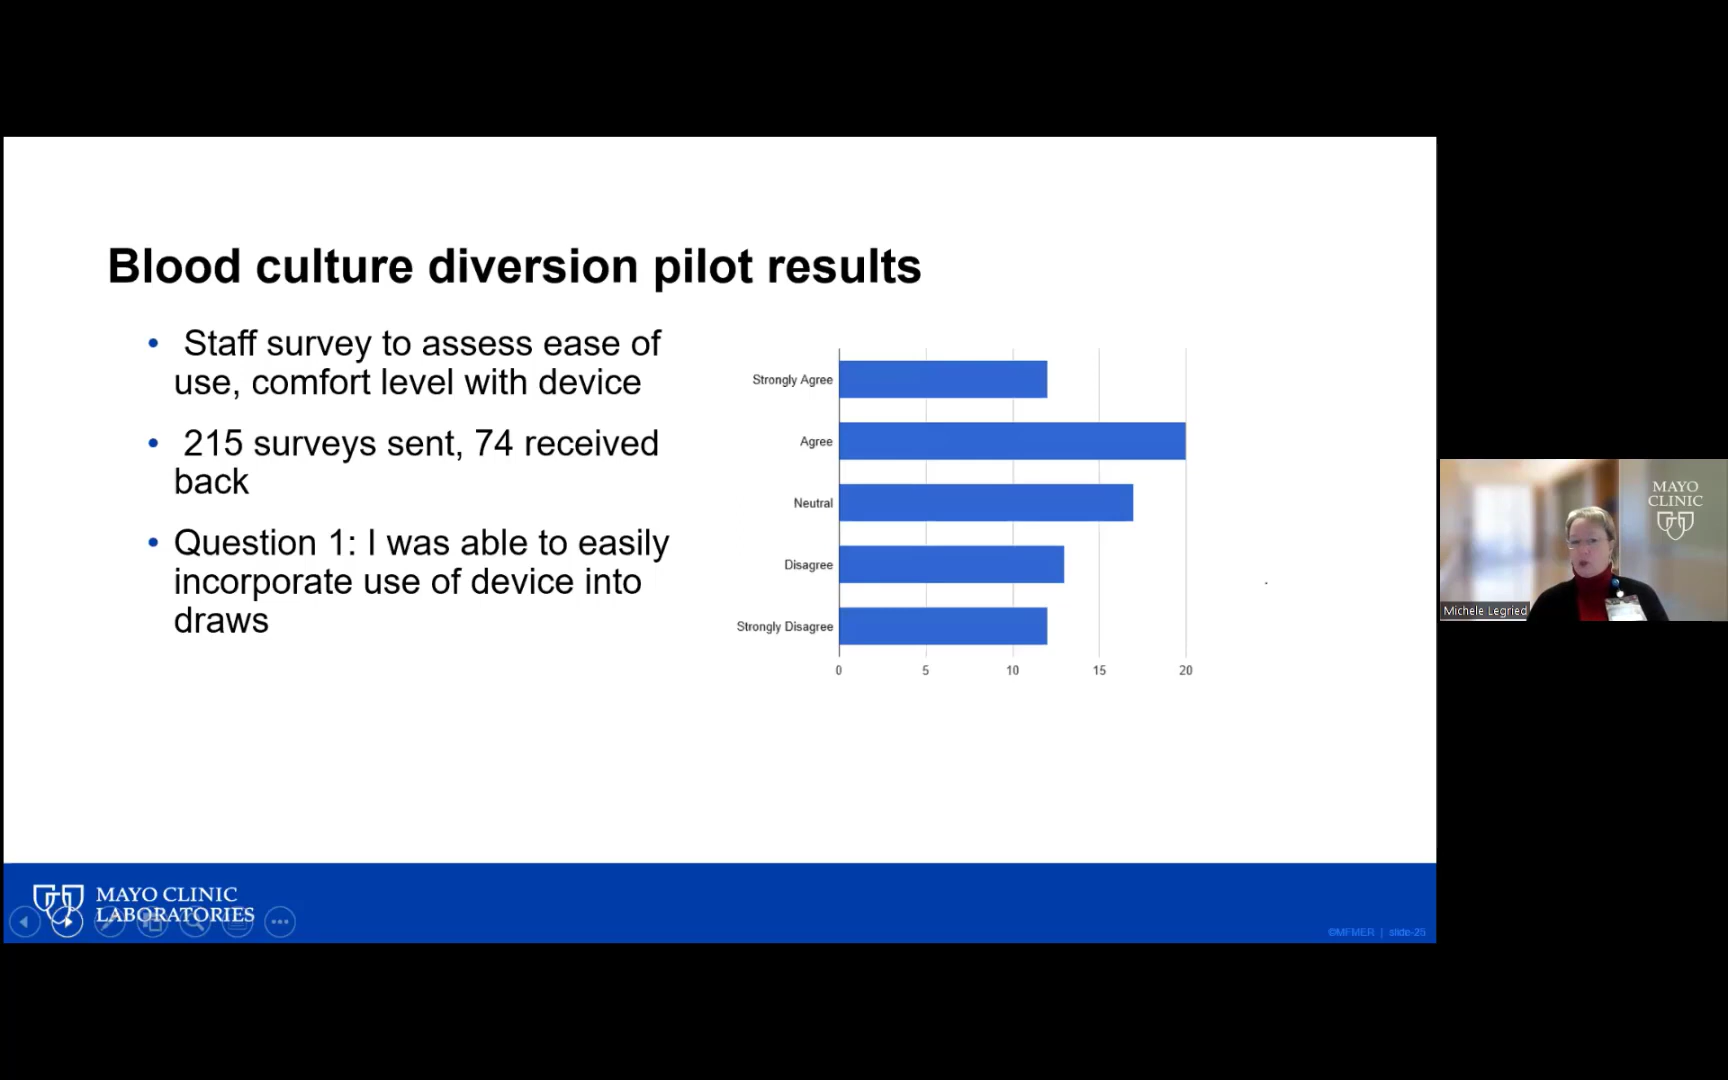 Blood culture diversion pilot results
• Staff survey to assess ease of
use, comfort level with device
• 215 surveys sent, 74 received
back
• Question 1: I was able to easily
incorporate use of device into
draws
Strongly Agree
Agree
Neutral
Disagree
Strongly Disagree
0 5 10 15 20
MAYO CLINIC
LABORATORIES
©MFMER | slide-25
MAYO
CLINIC
Michele Legried